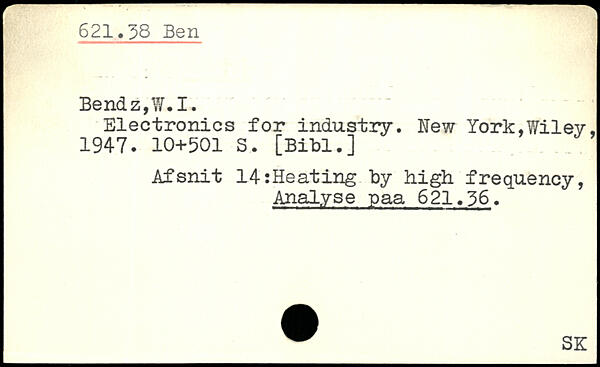 621.38 Ben
Bendz,W.I.
Electronics for industry. New York,Wiley,
1947. 10+501 S. [Bibl.]
Afsnit 14:Heating by high frequency,
Analyse paa 621.36.
SK